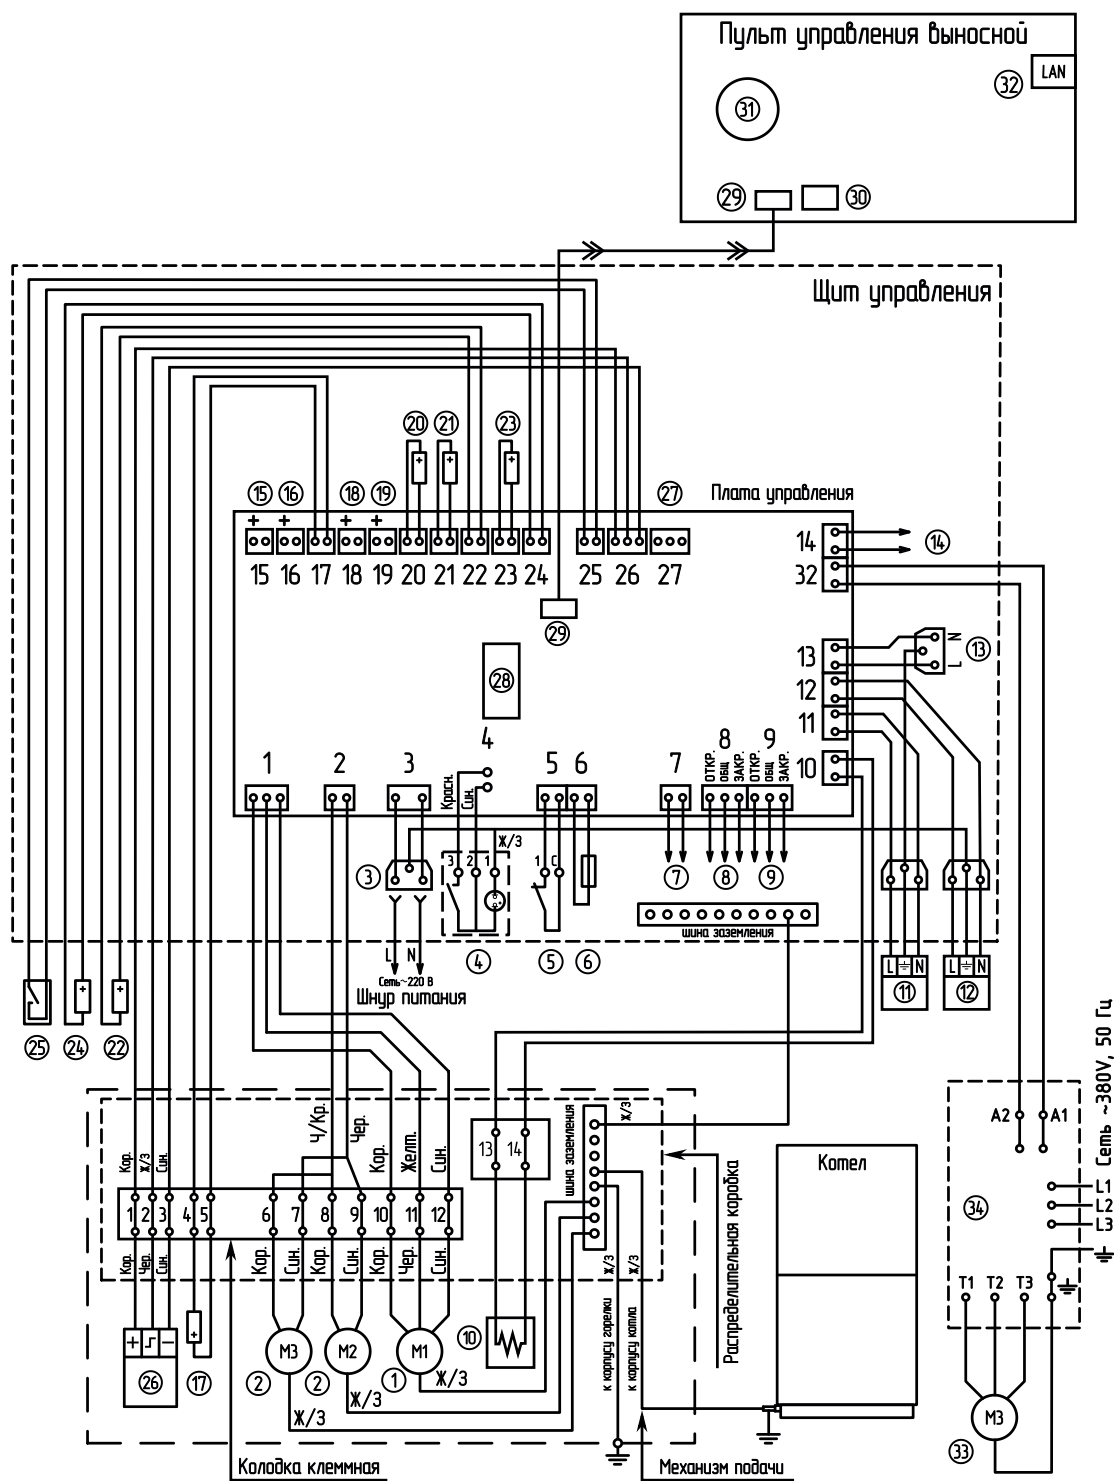 Пульт управления выносной
LAN
32
31
29
30
Щит управления
20 21 23
15 16 18 19 27
Плата управления
+ + + +
15 16 17 18 19 20 21 22 23 24 25 26 27
14
14
32
29
28
13
N
L
13
12
11
10
4
1 2 3 5 6 7 8 9
ОТКР. ОБЩ ЗАКР. ОТКР. ОБЩ ЗАКР.
Красн.
Син.
Ж/З
3 2 1
1 С
3
7 8 9
шина заземления
L N
4 5 6
Сеть ~220 В
Шнур питания
L N
L N
11 12
25 24 22
Сеть ~380V, 50 Гц
Ч/Кр.
Чер.
Кор.
Желт.
Син.
Кор.
Ж/З
Син.
13 14
шина заземления
Ж/З
A2 A1
Котел
1 2 3 4 5 6 7 8 9 10 11 12
Кор. Чер. Син.
Кор. Син. Кор. Син. Кор. Чер. Син.
Ж/З
Ж/З
Распределительная коробка
34
L1
L2
L3
T1 T2 T3
+ −
26
+
17
М3 М2 М1
2 2 1
10
Ж/З
Ж/З
Ж/З
к корпусу горелки
к корпусу котла
М3
33
Колодка клеммная
Механизм подачи